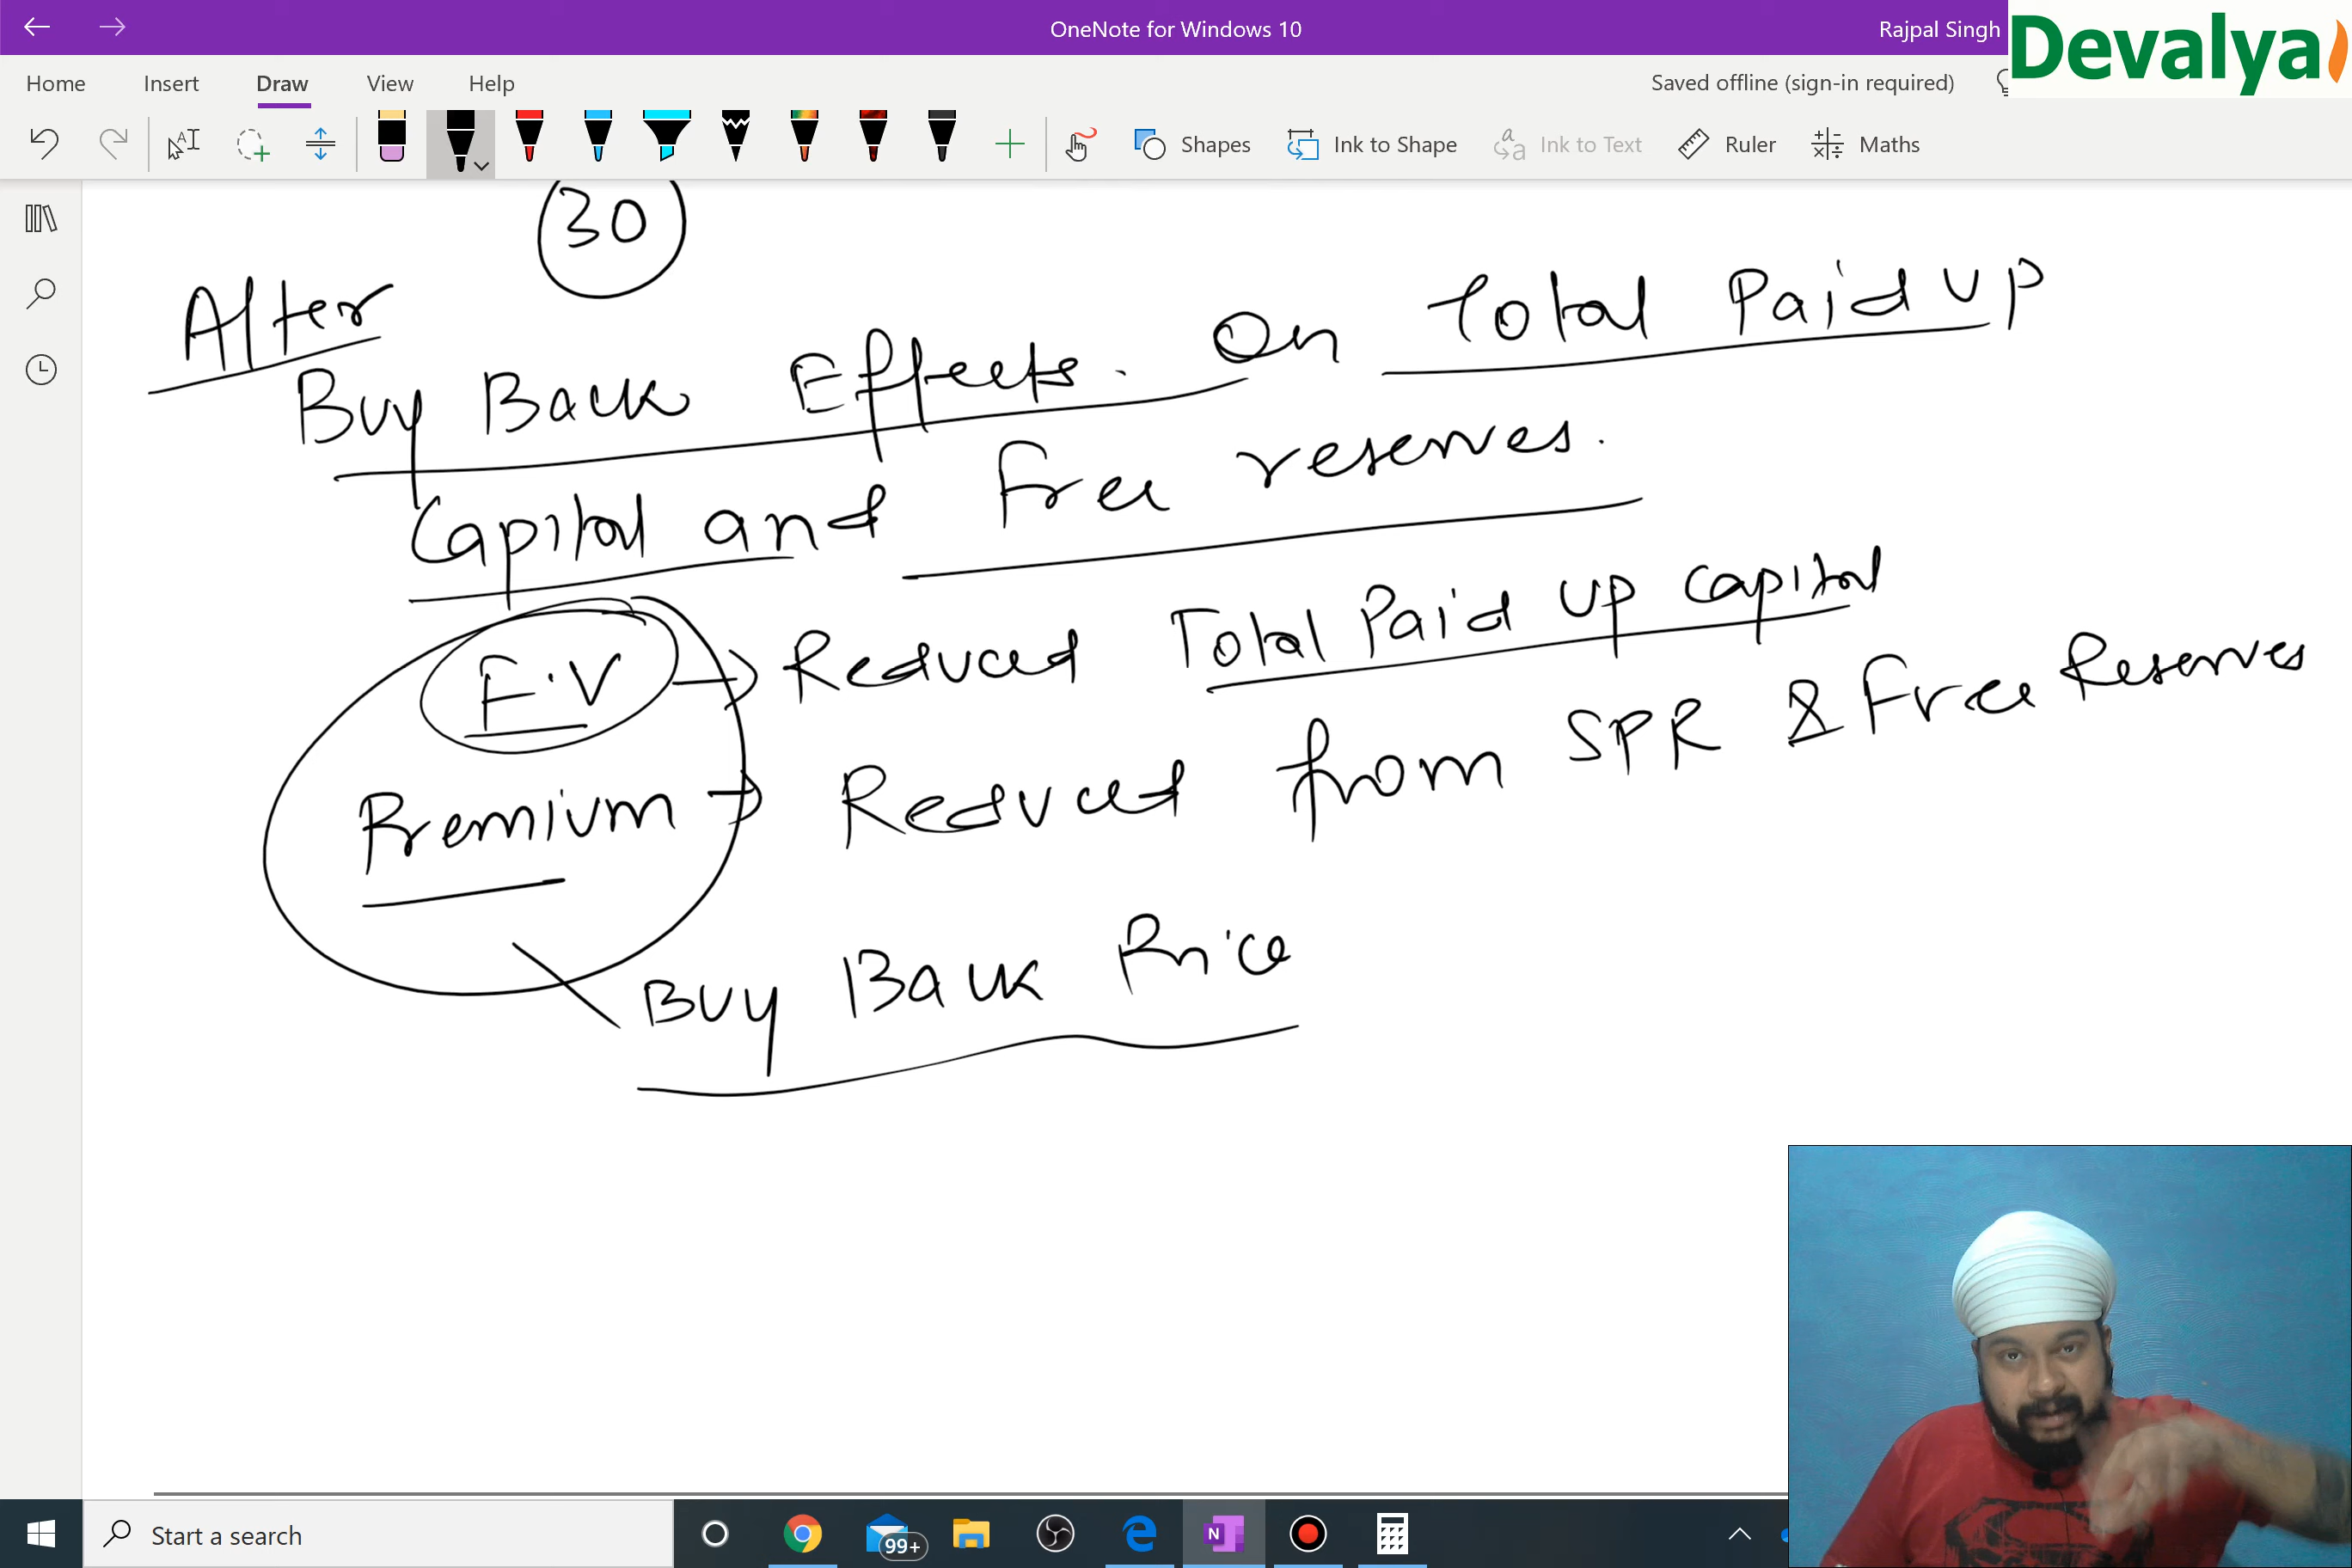 OneNote for Windows 10
Rajpal Singh
Devalya
Home Insert Draw View Help
Saved offline (sign-in required)
Shapes Ink to Shape Ink to Text Ruler Maths
30
After
Buy Back Effects. On Total Paid up
Capital and Free reserves.
F.V → Reduced Total Paid up capital
Premium → Reduced from SPR & Free Reserves
Buy Back Price
Start a search
99+
N